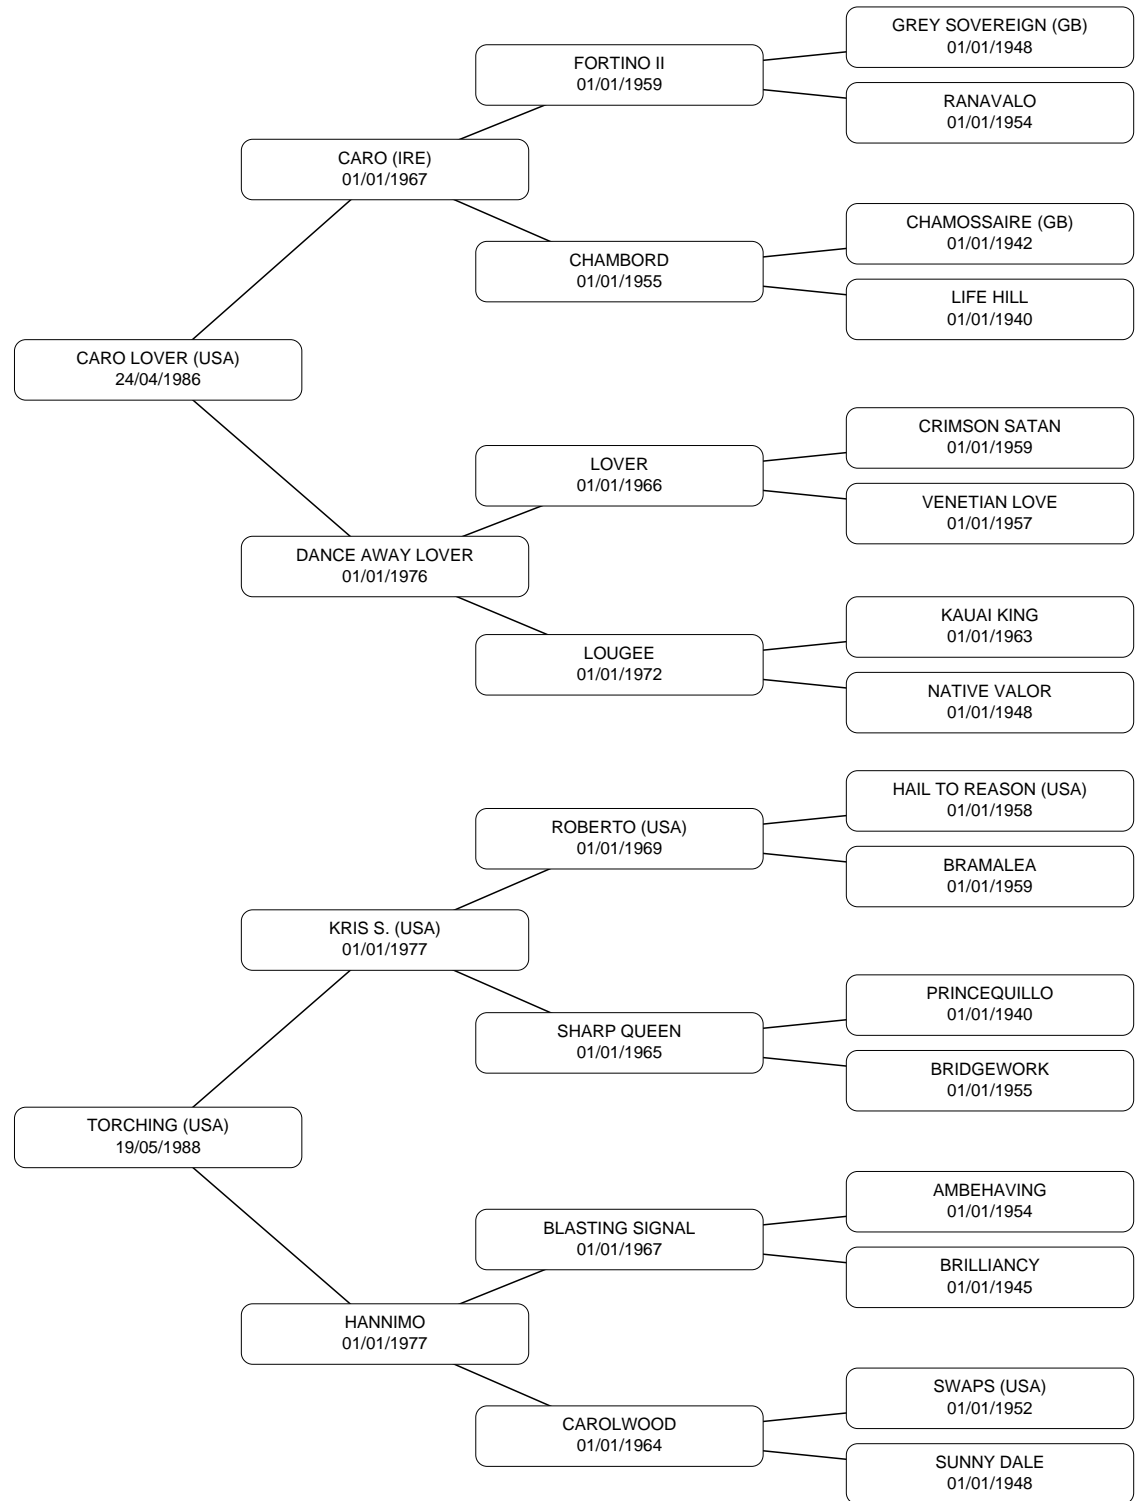 GREY SOVEREIGN (GB)
01/01/1948
FORTINO II
01/01/1959
RANAVALO
01/01/1954
CARO (IRE)
01/01/1967
CHAMOSSAIRE (GB)
01/01/1942
CHAMBORD
01/01/1955
LIFE HILL
01/01/1940
CARO LOVER (USA)
24/04/1986
CRIMSON SATAN
01/01/1959
LOVER
01/01/1966
VENETIAN LOVE
01/01/1957
DANCE AWAY LOVER
01/01/1976
KAUAI KING
01/01/1963
LOUGEE
01/01/1972
NATIVE VALOR
01/01/1948
HAIL TO REASON (USA)
01/01/1958
ROBERTO (USA)
01/01/1969
BRAMALEA
01/01/1959
KRIS S. (USA)
01/01/1977
PRINCEQUILLO
01/01/1940
SHARP QUEEN
01/01/1965
BRIDGEWORK
01/01/1955
TORCHING (USA)
19/05/1988
AMBEHAVING
01/01/1954
BLASTING SIGNAL
01/01/1967
BRILLIANCY
01/01/1945
HANNIMO
01/01/1977
SWAPS (USA)
01/01/1952
CAROLWOOD
01/01/1964
SUNNY DALE
01/01/1948